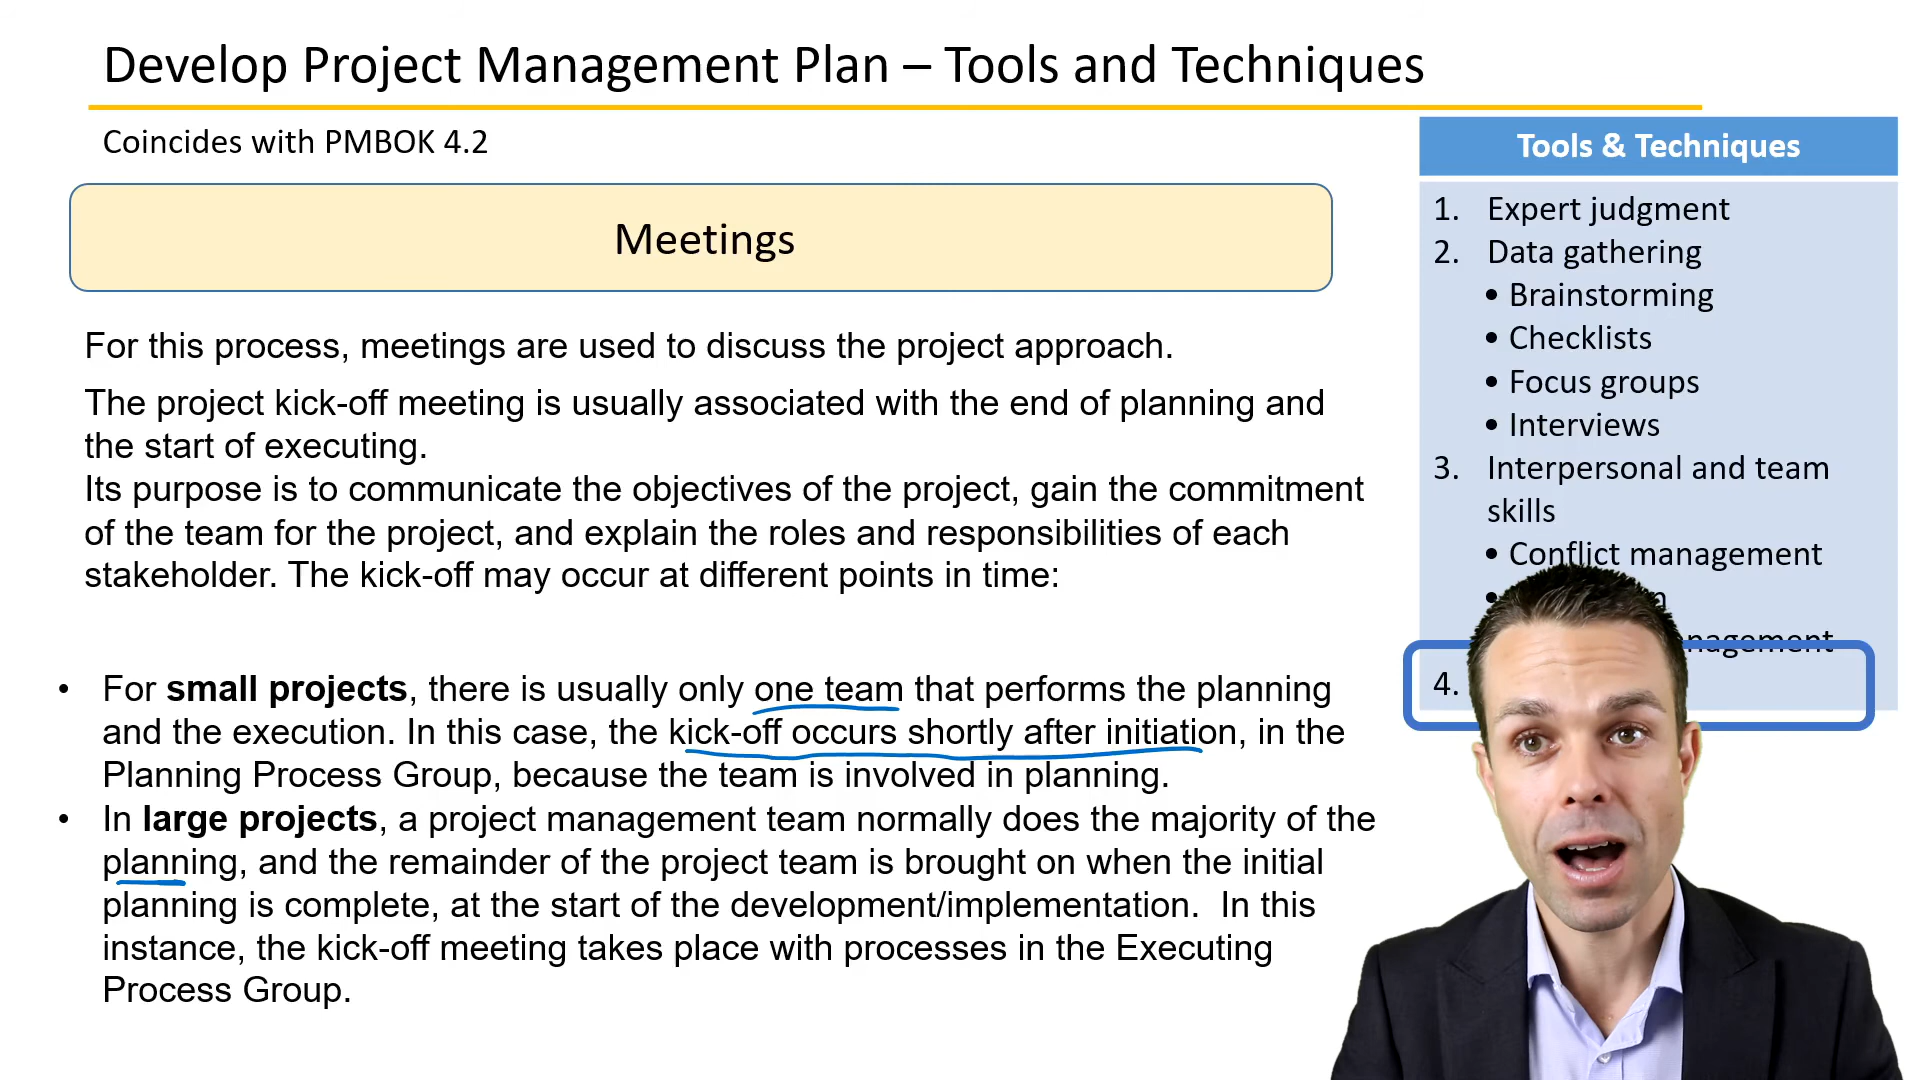 Develop Project Management Plan – Tools and Techniques
Coincides with PMBOK 4.2
Meetings
For this process, meetings are used to discuss the project approach.
The project kick-off meeting is usually associated with the end of planning and
the start of executing.
Its purpose is to communicate the objectives of the project, gain the commitment
of the team for the project, and explain the roles and responsibilities of each
stakeholder. The kick-off may occur at different points in time:
• For small projects, there is usually only one team that performs the planning
and the execution. In this case, the kick-off occurs shortly after initiation, in the
Planning Process Group, because the team is involved in planning.
• In large projects, a project management team normally does the majority of the
planning, and the remainder of the project team is brought on when the initial
planning is complete, at the start of the development/implementation. In this
instance, the kick-off meeting takes place with processes in the Executing
Process Group.
Tools & Techniques
1. Expert judgment
2. Data gathering
• Brainstorming
• Checklists
• Focus groups
• Interviews
3. Interpersonal and team
skills
• Conflict management
•
4.